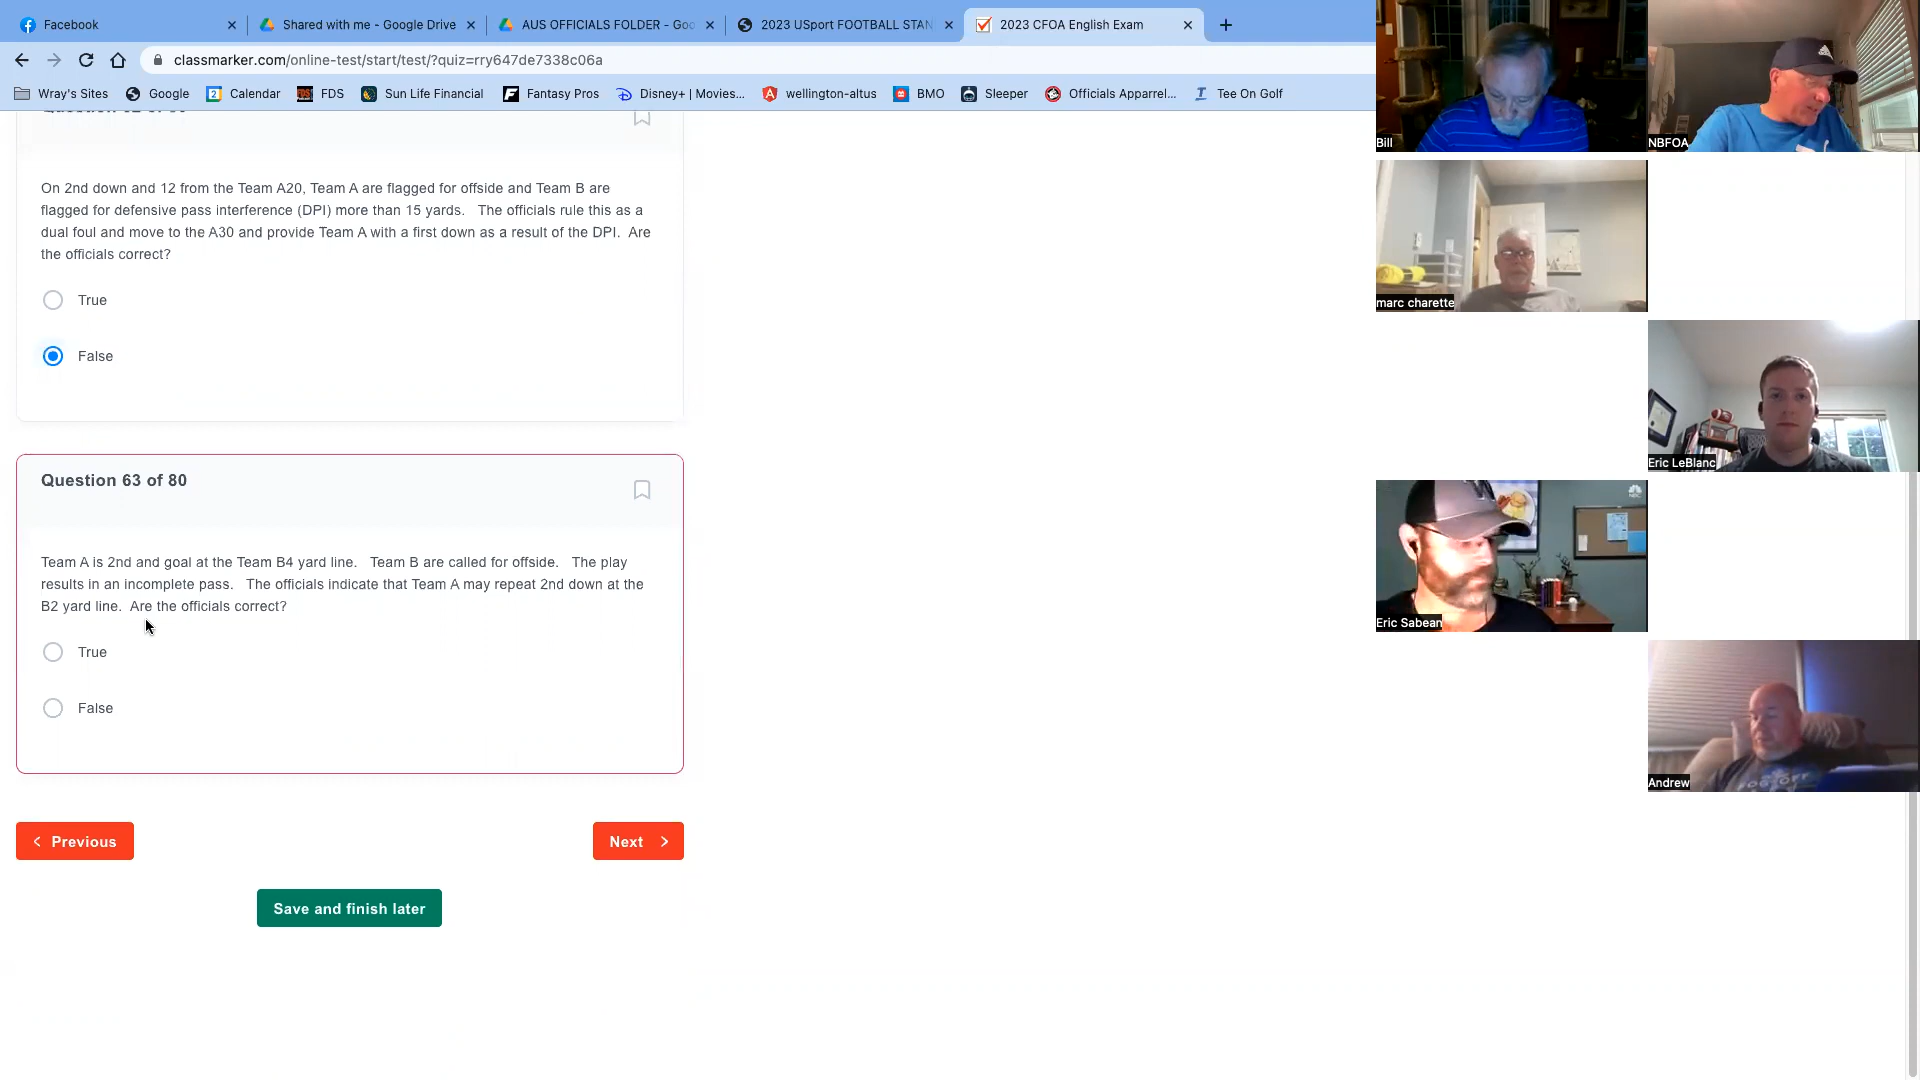 Facebook
Shared with me - Google Drive
AUS OFFICIALS FOLDER - Goo
2023 USport FOOTBALL STAN
2023 CFOA English Exam
classmarker.com/online-test/start/test/?quiz=rry647de7338c06a
Wray's Sites
Google
Calendar
FDS
Sun Life Financial
Fantasy Pros
Disney+ | Movies...
wellington-altus
BMO
Sleeper
Officials Apparrel...
Tee On Golf
On 2nd down and 12 from the Team A20, Team A are flagged for offside and Team B are
flagged for defensive pass interference (DPI) more than 15 yards. The officials rule this as a
dual foul and move to the A30 and provide Team A with a first down as a result of the DPI. Are
the officials correct?
True
False
Question 63 of 80
Team A is 2nd and goal at the Team B4 yard line. Team B are called for offside. The play
results in an incomplete pass. The officials indicate that Team A may repeat 2nd down at the
B2 yard line. Are the officials correct?
True
False
Previous
Next
Save and finish later
Bill
NBFOA
marc charette
Eric LeBlanc
Eric Sabean
Andrew